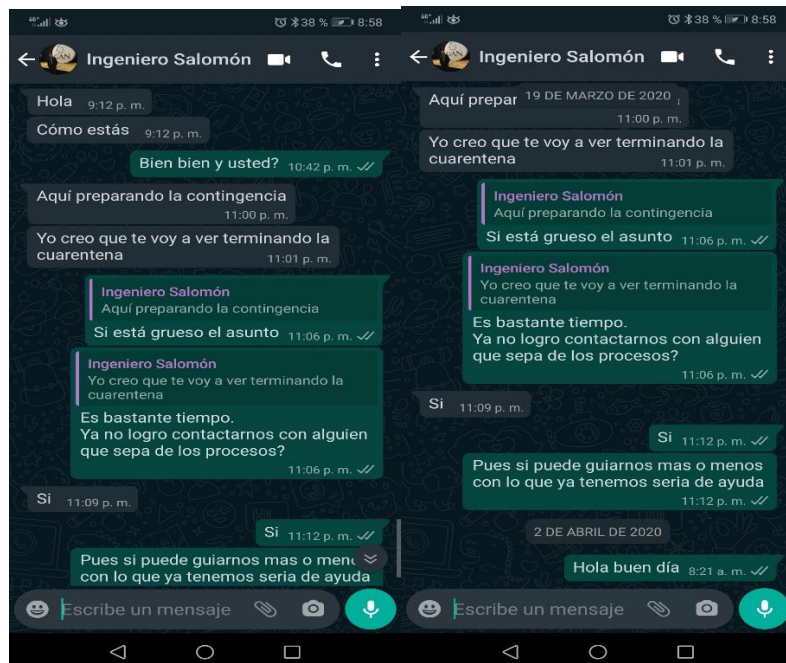 38 % 8:58
Ingeniero Salomón
Hola 9:12 p. m.
Cómo estás 9:12 p. m.
Bien bien y usted? 10:42 p. m.
Aquí preparando la contingencia
11:00 p. m.
Yo creo que te voy a ver terminando la
cuarentena 11:01 p. m.
Ingeniero Salomón
Aquí preparando la contingencia
Si está grueso el asunto 11:06 p. m.
Ingeniero Salomón
Yo creo que te voy a ver terminando la
cuarentena
Es bastante tiempo.
Ya no logro contactarnos con alguien
que sepa de los procesos?
11:06 p. m.
Si 11:09 p. m.
Si 11:12 p. m.
Pues si puede guiarnos mas o meno
con lo que ya tenemos seria de ayuda
Escribe un mensaje
38 % 8:58
Ingeniero Salomón
Aquí prepar 19 DE MARZO DE 2020
11:00 p. m.
Yo creo que te voy a ver terminando la
cuarentena 11:01 p. m.
Ingeniero Salomón
Aquí preparando la contingencia
Si está grueso el asunto 11:06 p. m.
Ingeniero Salomón
Yo creo que te voy a ver terminando la
cuarentena
Es bastante tiempo.
Ya no logro contactarnos con alguien
que sepa de los procesos?
11:06 p. m.
Si 11:09 p. m.
Si 11:12 p. m.
Pues si puede guiarnos mas o menos
con lo que ya tenemos seria de ayuda
11:12 p. m.
2 DE ABRIL DE 2020
Hola buen día 8:21 a. m.
Escribe un mensaje